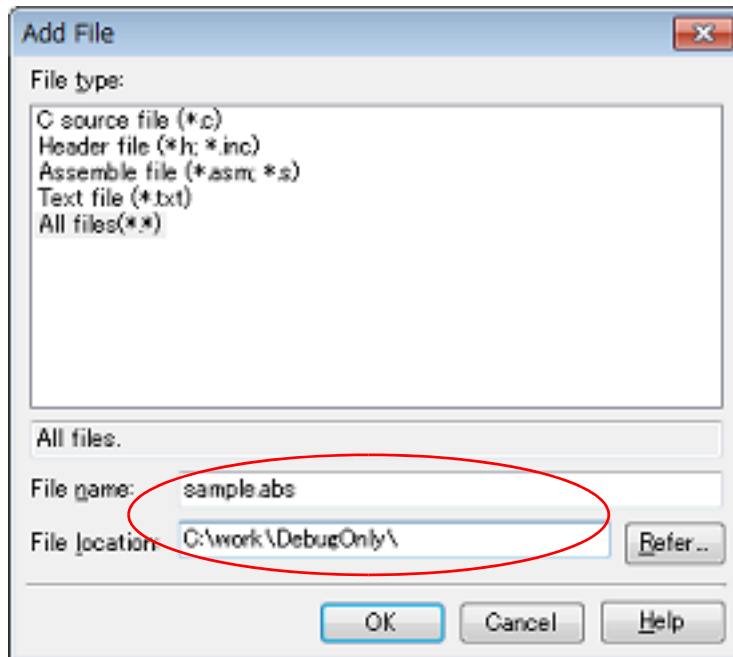 Add File
File type:
C source file (*.c)
Header file (*.h; *.inc)
Assemble file (*.asm; *.s)
Text file (*.txt)
All files(*.*)
All files.
File name: sample.abs
File location: C:\work\DebugOnly\ Refer...
OK Cancel Help